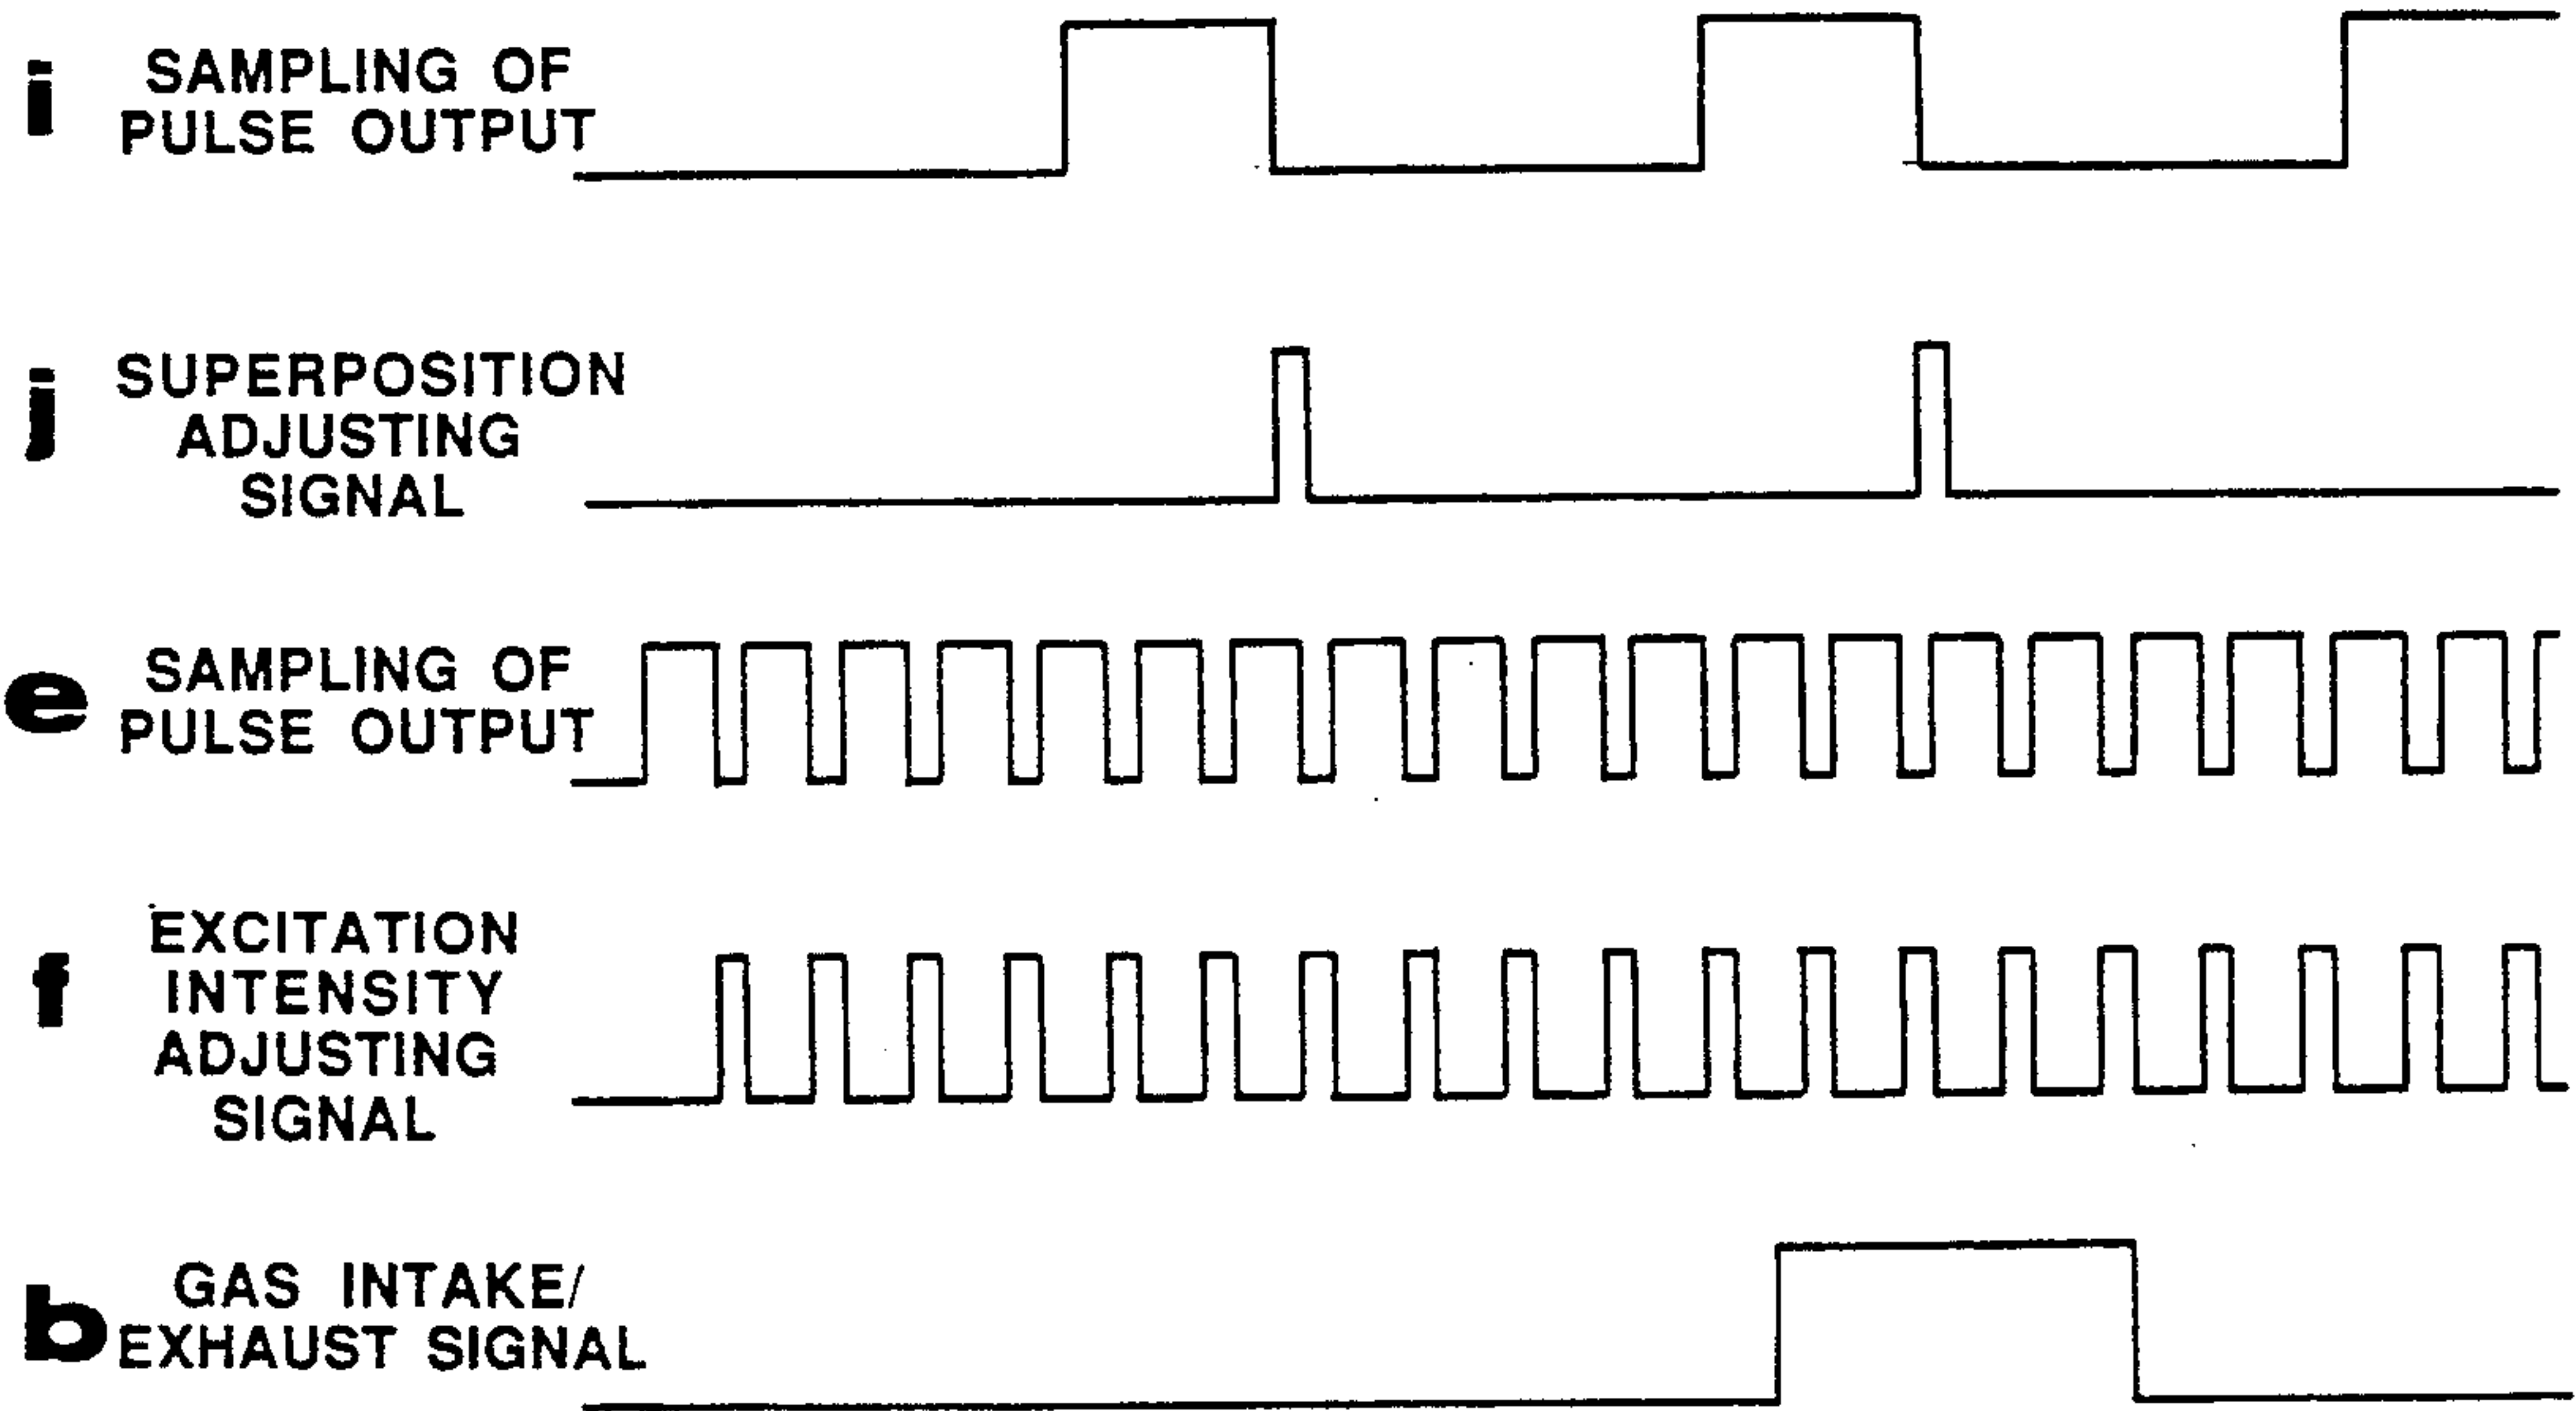 i SAMPLING OF
PULSE OUTPUT
j SUPERPOSITION
ADJUSTING
SIGNAL
e SAMPLING OF
PULSE OUTPUT
f EXCITATION
INTENSITY
ADJUSTING
SIGNAL
b GAS INTAKE/
EXHAUST SIGNAL